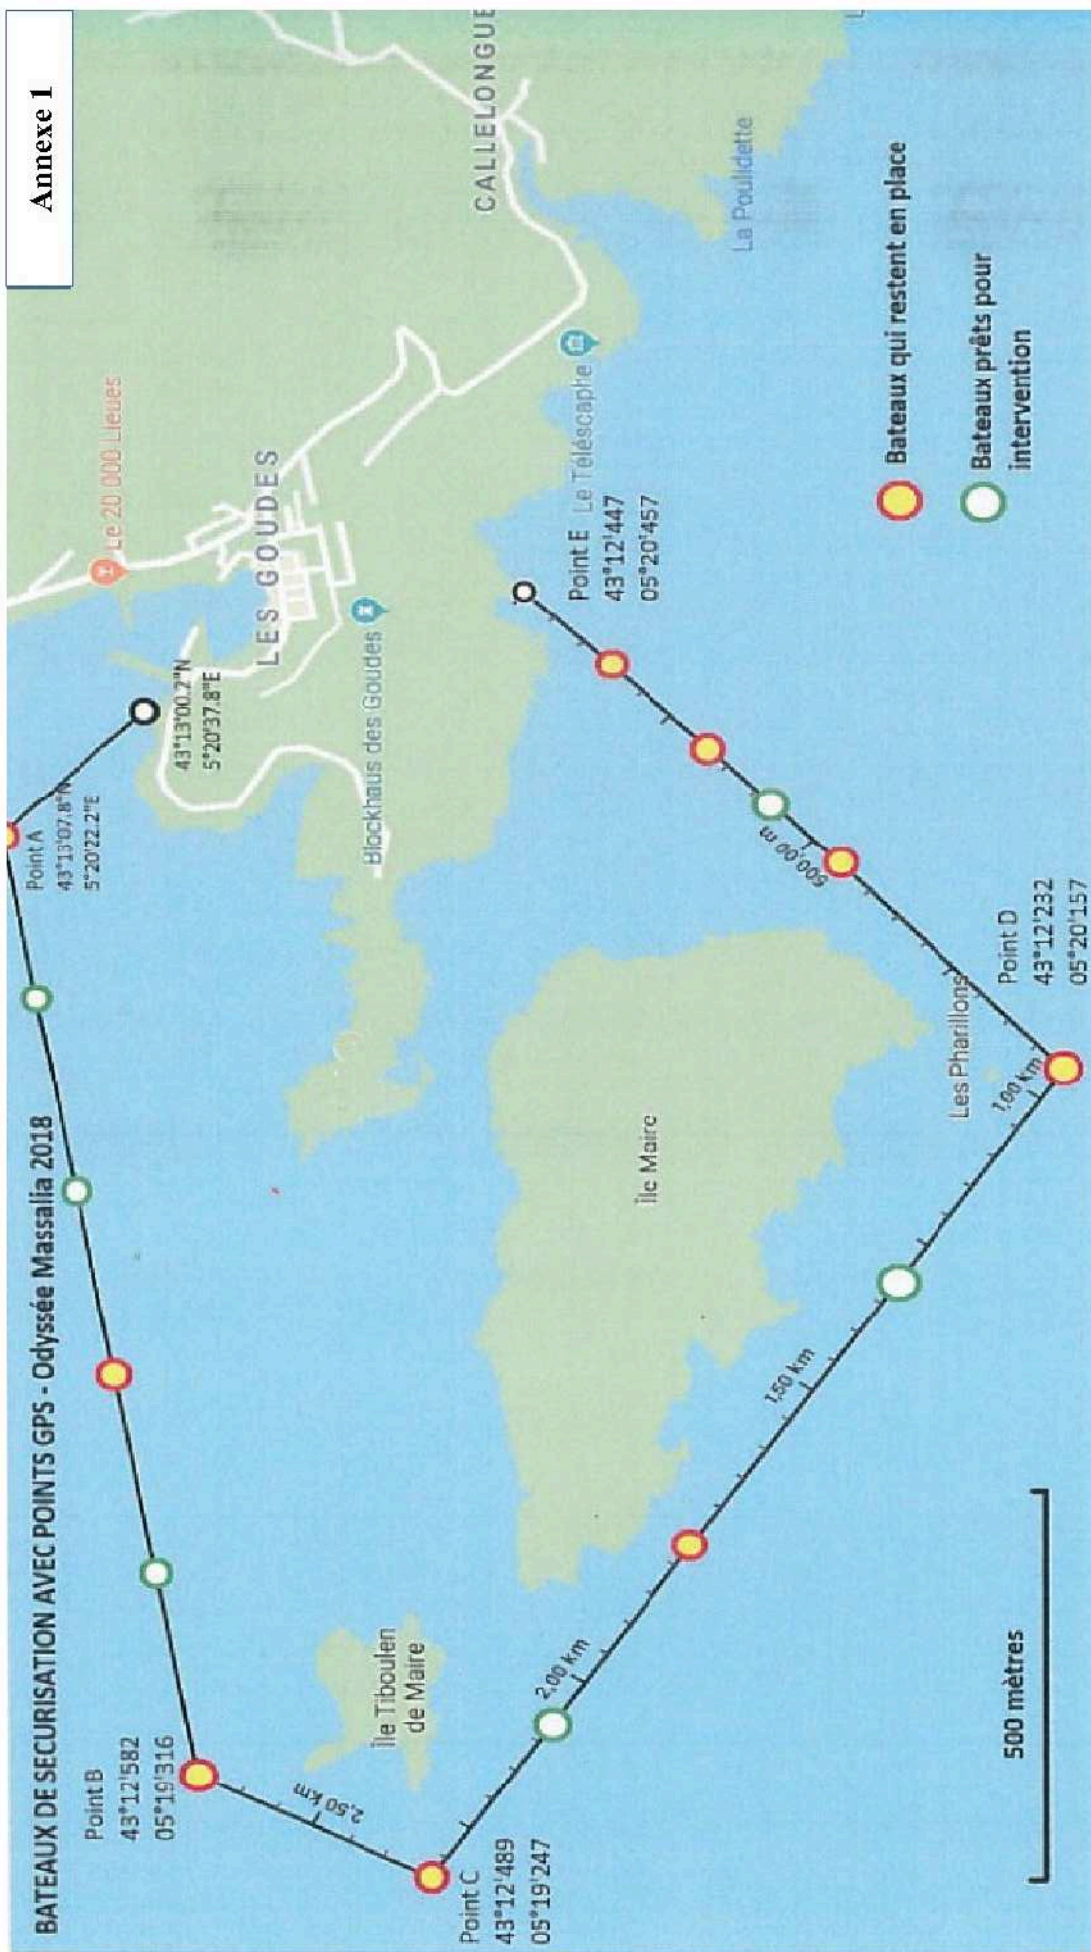 Annexe 1
BATEAUX DE SECURISATION AVEC POINTS GPS - Odyssée Massalia 2018
Point A
43°13'07.8"N
5°20'22.2"E
43°13'00.2"N
5°20'37.8"E
Le 20 000 Lieues
LES GOUDES
Blockhaus des Goudes
CALLELONGUE
La Poulidette
Le Téléscaphe
Point E
43°12'447
05°20'457
500,00 m
Point D
43°12'232
05°20'157
Les Pharillons
1,00 km
Île Maire
1,50 km
2,00 km
Île Tiboulen
de Maire
2,50 km
Point B
43°12'582
05°19'316
Point C
43°12'489
05°19'247
500 mètres
Bateaux qui restent en place
Bateaux prêts pour
intervention